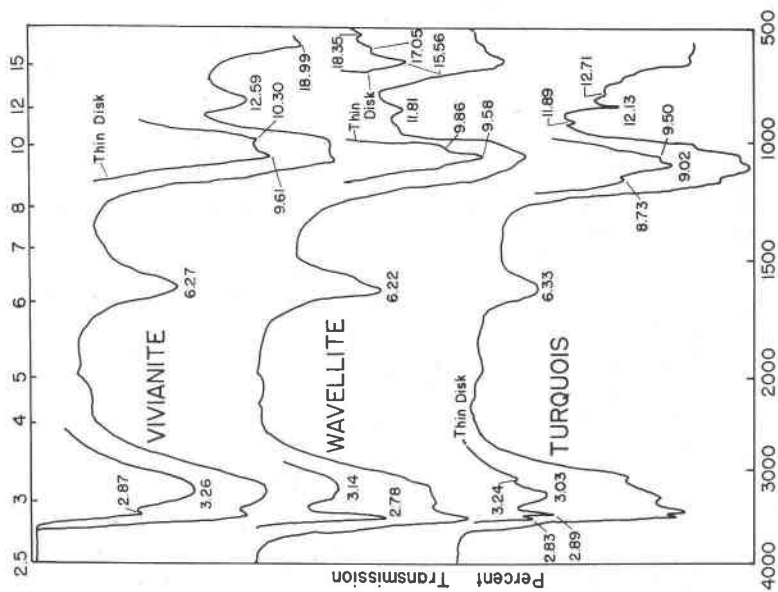 2.5 3 4 5 6 7 8 10 12 15
2.87
3.26
VIVIANITE
6.27
Thin Disk
9.61
10.30
12.59
18.99
2.78
3.14
WAVELLITE
6.22
Thin Disk
9.58
9.86
11.81
Thin Disk
15.56
17.05
18.35
2.83
2.89
3.03
3.24
Thin Disk
TURQUOIS
6.33
8.73
9.02
9.50
11.89
12.13
12.71
Percent Transmission
4000 3000 2000 1500 1000 500